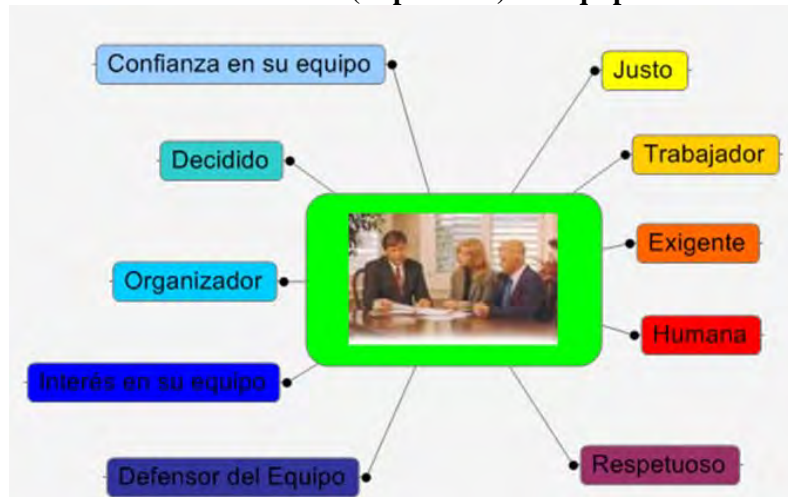 Confianza en su equipo
Justo
Decidido
Trabajador
Organizador
Exigente
Interés en su equipo
Humana
Defensor del Equipo
Respetuoso